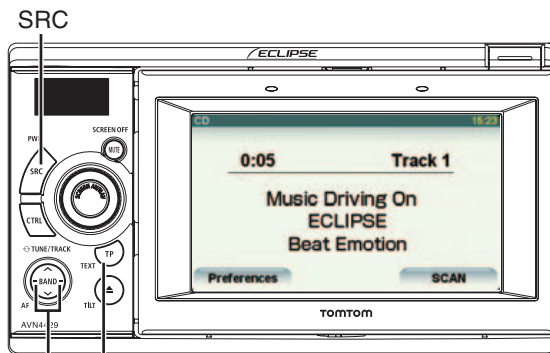 SRC
ECLIPSE
SCREEN OFF
PWR
MUTE
SRC
CTRL
TUNE/TRACK
TP
TEXT
BAND
AF
TILT
AVN4429
CD 15:23
0:05 Track 1
Music Driving On
ECLIPSE
Beat Emotion
Preferences SCAN
TOMTOM